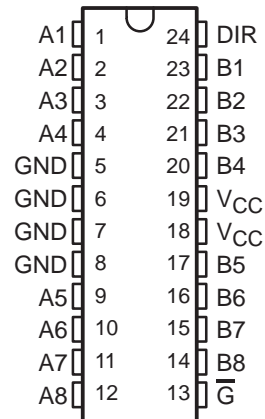 A1 1 24 DIR
A2 2 23 B1
A3 3 22 B2
A4 4 21 B3
GND 5 20 B4
GND 6 19 VCC
GND 7 18 VCC
GND 8 17 B5
A5 9 16 B6
A6 10 15 B7
A7 11 14 B8
A8 12 13 G̅